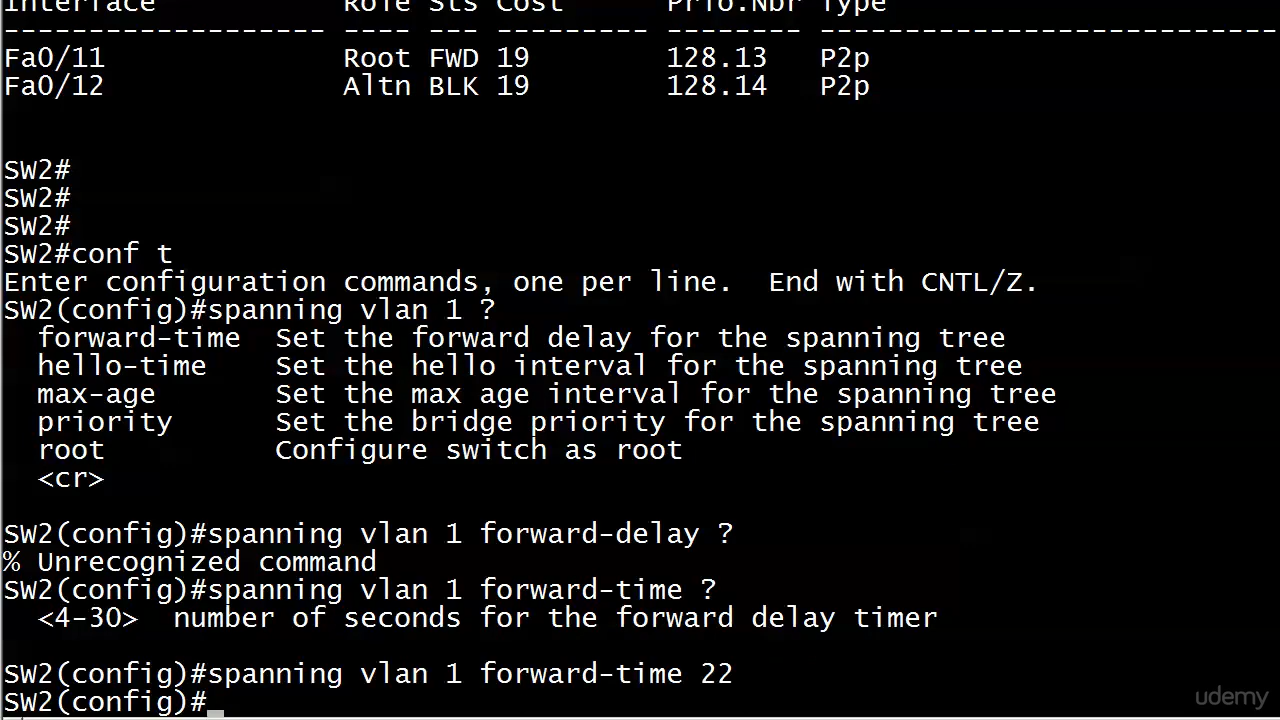 Interface Role Sts Cost Prio.Nbr Type
------------------- ---- --- --------- -------- ---------------------------
Fa0/11 Root FWD 19 128.13 P2p
Fa0/12 Altn BLK 19 128.14 P2p
SW2#
SW2#
SW2#
SW2#conf t
Enter configuration commands, one per line.  End with CNTL/Z.
SW2(config)#spanning vlan 1 ?
forward-time  Set the forward delay for the spanning tree
hello-time  Set the hello interval for the spanning tree
max-age  Set the max age interval for the spanning tree
priority  Set the bridge priority for the spanning tree
root  Configure switch as root
<cr>
SW2(config)#spanning vlan 1 forward-delay ?
% Unrecognized command
SW2(config)#spanning vlan 1 forward-time ?
<4-30>  number of seconds for the forward delay timer
SW2(config)#spanning vlan 1 forward-time 22
SW2(config)#
udemy